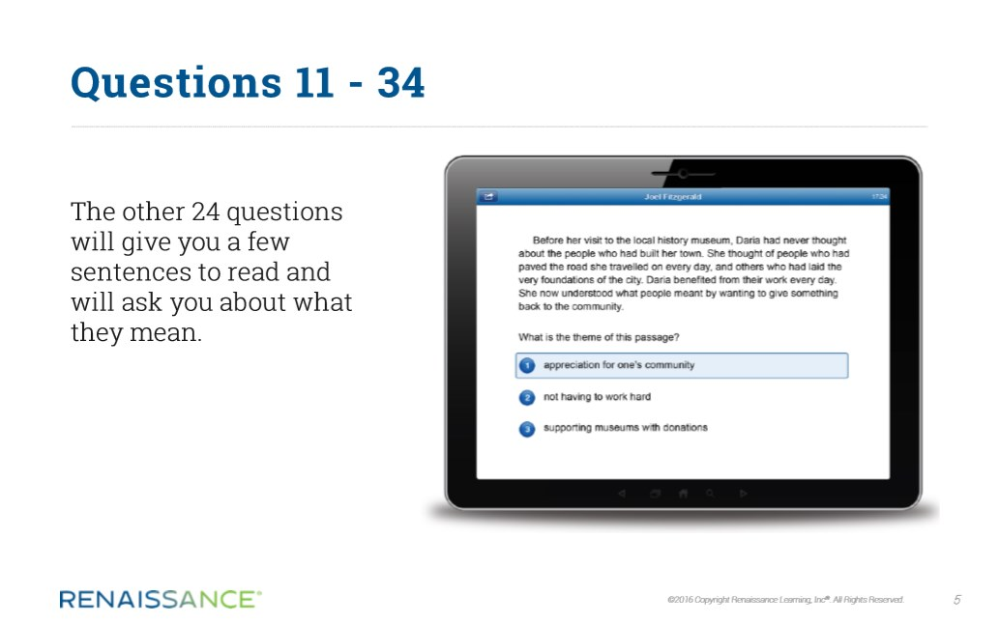 Questions 11 - 34
The other 24 questions
will give you a few
sentences to read and
will ask you about what
they mean.
Joel Fitzgerald
17/34
Before her visit to the local history museum, Daria had never thought
about the people who had built her town. She thought of people who had
paved the road she travelled on every day, and others who had laid the
very foundations of the city. Daria benefited from their work every day.
She now understood what people meant by wanting to give something
back to the community.
What is the theme of this passage?
1 appreciation for one's community
2 not having to work hard
3 supporting museums with donations
RENAISSANCE®
©2016 Copyright Renaissance Learning, Inc®. All Rights Reserved.
5